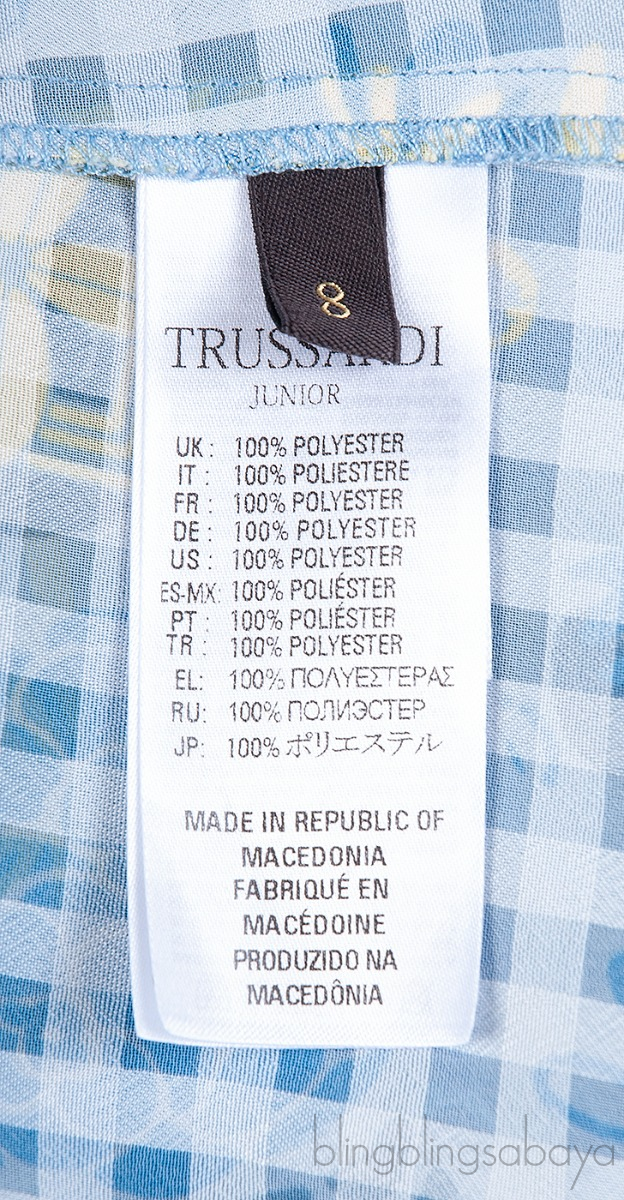 8
TRUSSARDI
JUNIOR
UK: 100% POLYESTER
IT: 100% POLIESTERE
FR: 100% POLYESTER
DE: 100% POLYESTER
US: 100% POLYESTER
ES-MX: 100% POLIÉSTER
PT: 100% POLIÉSTER
TR: 100% POLYESTER
EL: 100% ΠΟΛΥΕΣΤΕΡΑΣ
RU: 100% ПОЛИЭСТЕР
JP: 100% ポリエステル
MADE IN REPUBLIC OF
MACEDONIA
FABRIQUÉ EN
MACÉDOINE
PRODUZIDO NA
MACEDÔNIA
blingblingsabaya